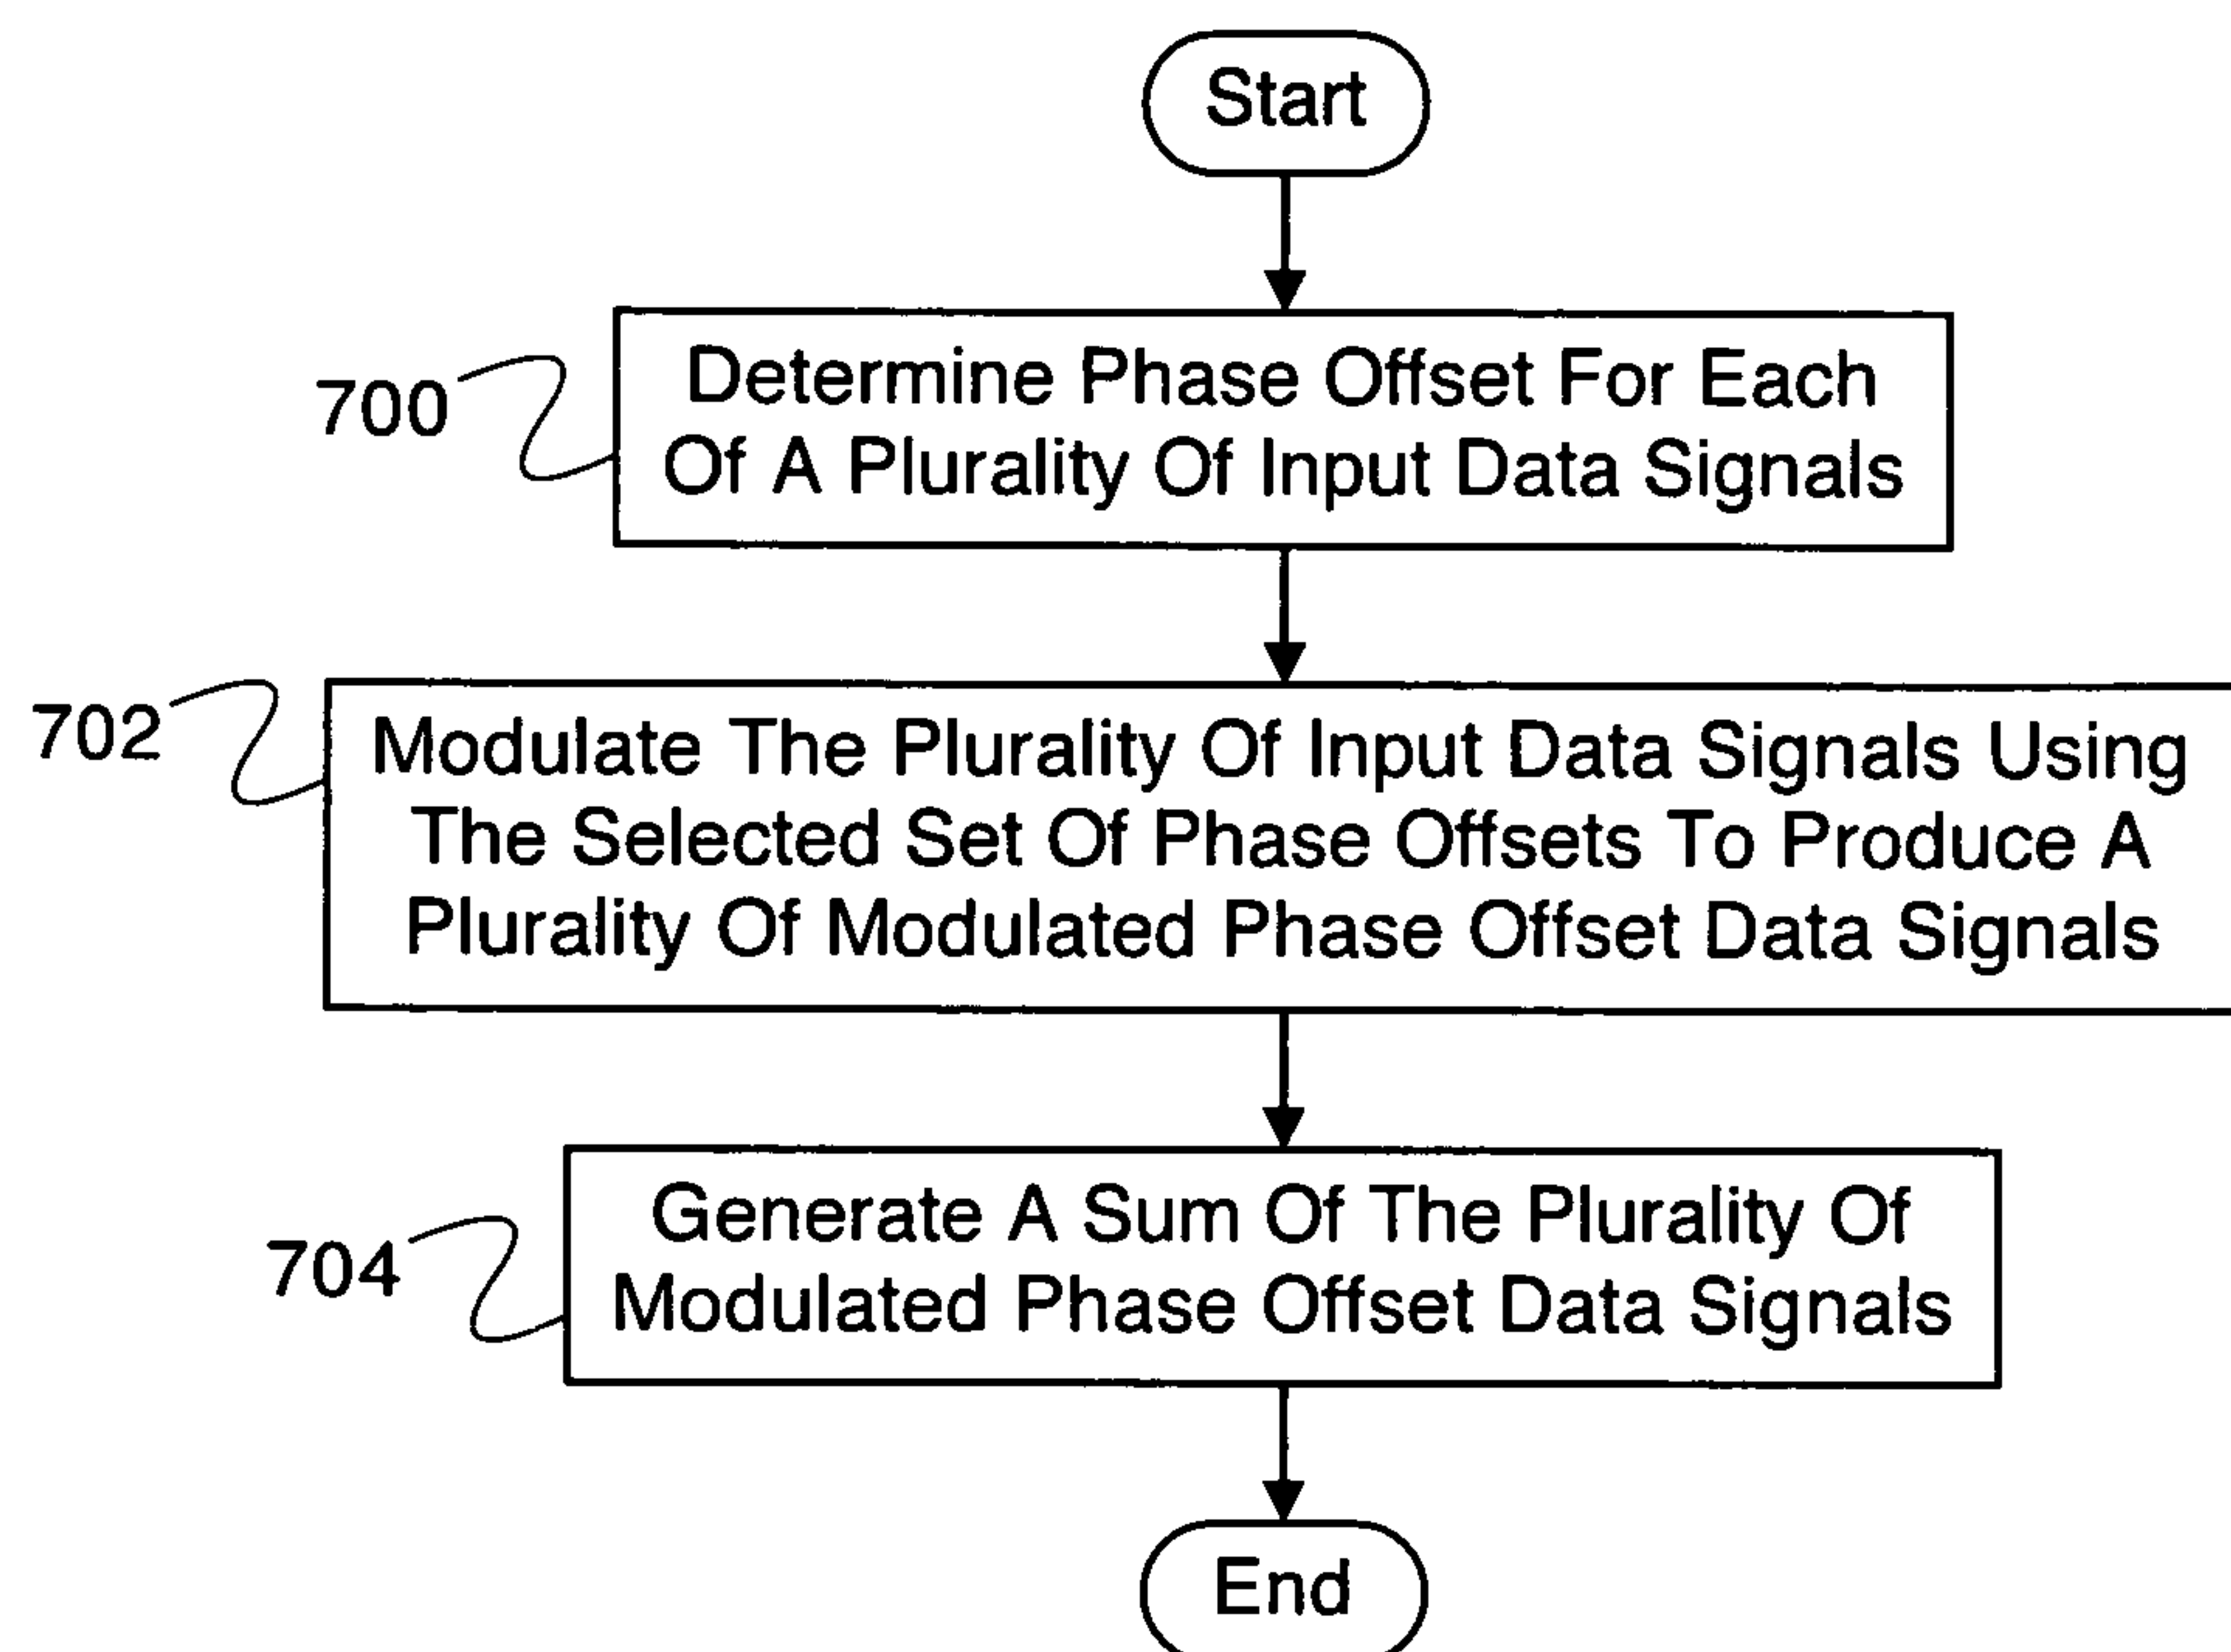 Start
700
Determine Phase Offset For Each
Of A Plurality Of Input Data Signals
702
Modulate The Plurality Of Input Data Signals Using
The Selected Set Of Phase Offsets To Produce A
Plurality Of Modulated Phase Offset Data Signals
704
Generate A Sum Of The Plurality Of
Modulated Phase Offset Data Signals
End